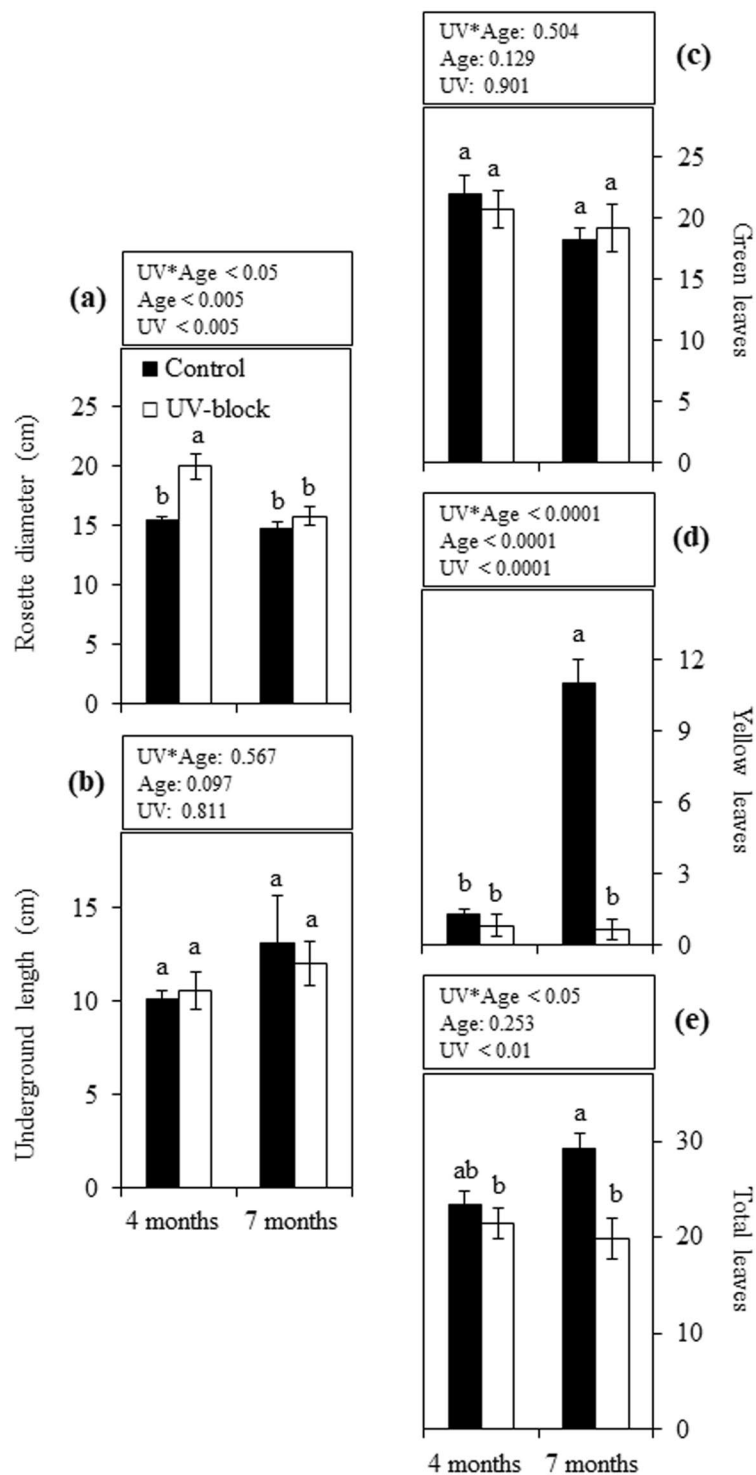 (a)
UV*Age < 0.05
Age < 0.005
UV < 0.005
Control
UV-block
25
20
15
10
5
0
Rosette diameter (cm)
b
a
b
b
(b)
UV*Age: 0.567
Age: 0.097
UV: 0.811
15
10
5
0
Underground length (cm)
a
a
a
a
4 months
7 months
UV*Age: 0.504
Age: 0.129
UV: 0.901
(c)
a
a
a
a
25
20
15
10
5
0
Green leaves
UV*Age < 0.0001
Age < 0.0001
UV < 0.0001
(d)
b
b
a
b
12
9
6
3
0
Yellow leaves
UV*Age < 0.05
Age: 0.253
UV < 0.01
(e)
ab
b
a
b
30
20
10
0
Total leaves
4 months
7 months